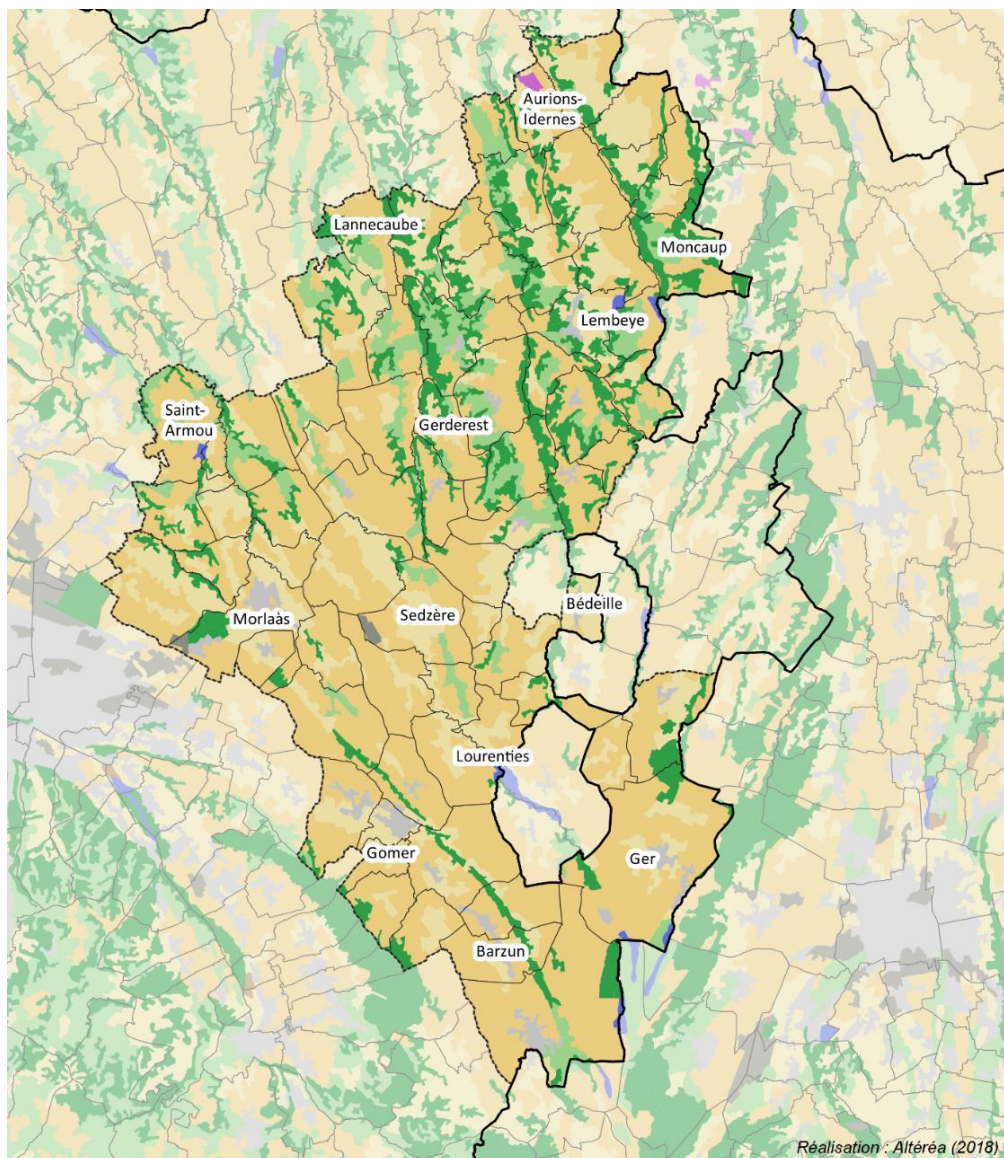 Aurions-
Idernes
Lannecaube
Moncaup
Lembeye
Saint-
Armou
Gerderest
Bédeille
Morlaàs
Sedzère
Lourenties
Gomer
Ger
Barzun
Réalisation : Altéréa (2018)